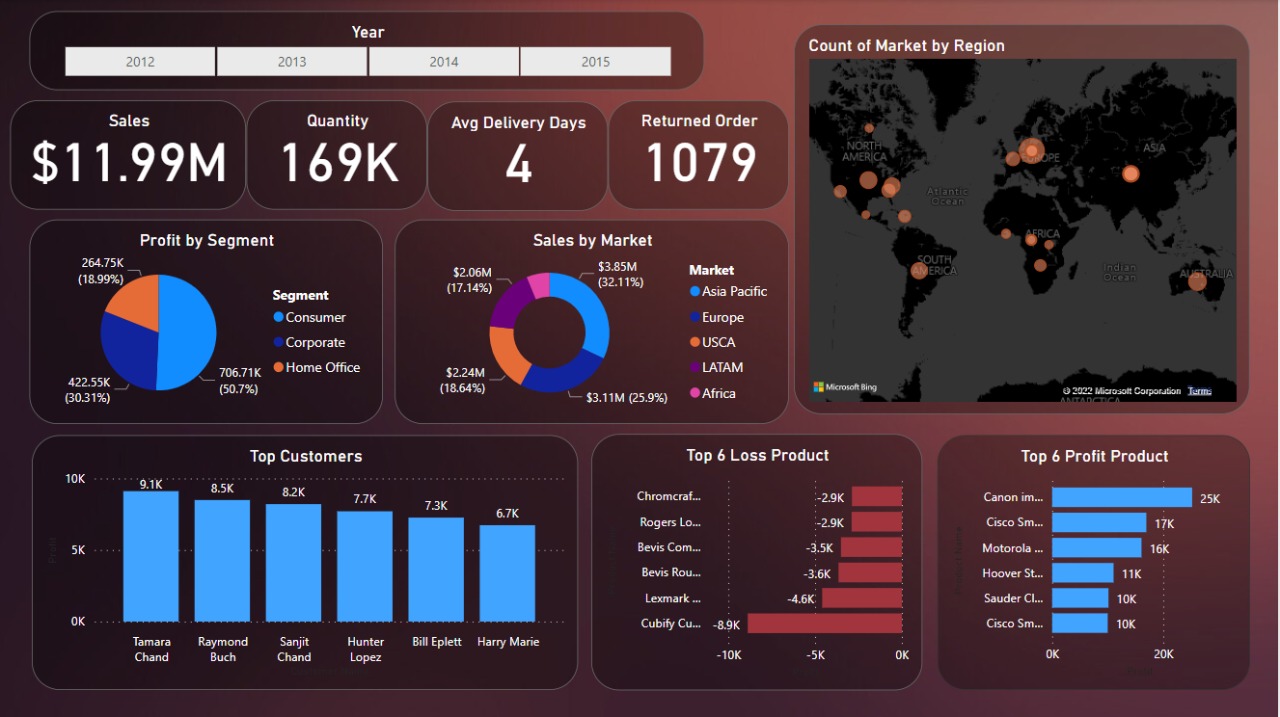 Year
2012
2013
2014
2015
Sales
$11.99M
Quantity
169K
Avg Delivery Days
4
Returned Order
1079
Count of Market by Region
NORTH
AMERICA
EUROPE
ASIA
Atlantic
Ocean
AFRICA
SOUTH
AMERICA
Indian
Ocean
AUSTRALIA
Microsoft Bing
© 2022 Microsoft Corporation
Terms
ANTARCTICA
Profit by Segment
264.75K
(18.99%)
422.55K
(30.31%)
706.71K
(50.7%)
Segment
Consumer
Corporate
Home Office
Sales by Market
$2.06M
(17.14%)
$3.85M
(32.11%)
$2.24M
(18.64%)
$3.11M (25.9%)
Market
Asia Pacific
Europe
USCA
LATAM
Africa
Top Customers
10K
5K
0K
9.1K
8.5K
8.2K
7.7K
7.3K
6.7K
Tamara
Chand
Raymond
Buch
Sanjit
Chand
Hunter
Lopez
Bill Eplett
Harry Marie
Profit
Top 6 Loss Product
Chromcraf... -2.9K
Rogers Lo... -2.9K
Bevis Com... -3.5K
Bevis Rou... -3.6K
Lexmark ... -4.6K
Cubify Cu... -8.9K
-10K
-5K
0K
Top 6 Profit Product
Canon im... 25K
Cisco Sm... 17K
Motorola ... 16K
Hoover St... 11K
Sauder Cl... 10K
Cisco Sm... 10K
0K
20K